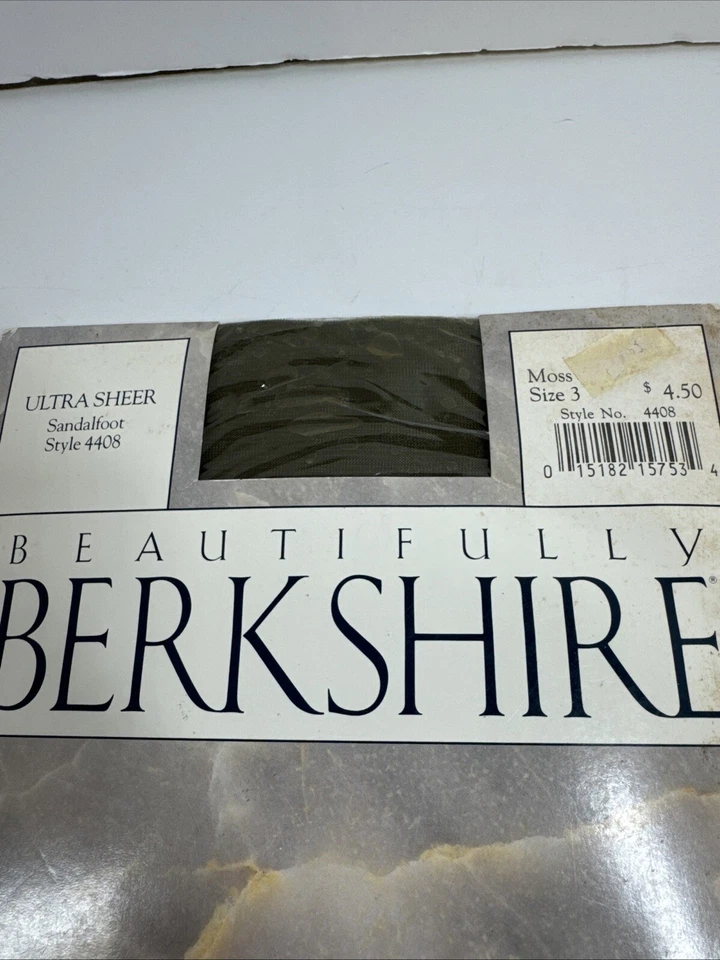 ULTRA SHEER
Sandalfoot
Style 4408
Moss
Size 3 $ 4.50
Style No. 4408
0 15182 15753 4
BEAUTIFULLY
BERKSHIRE®